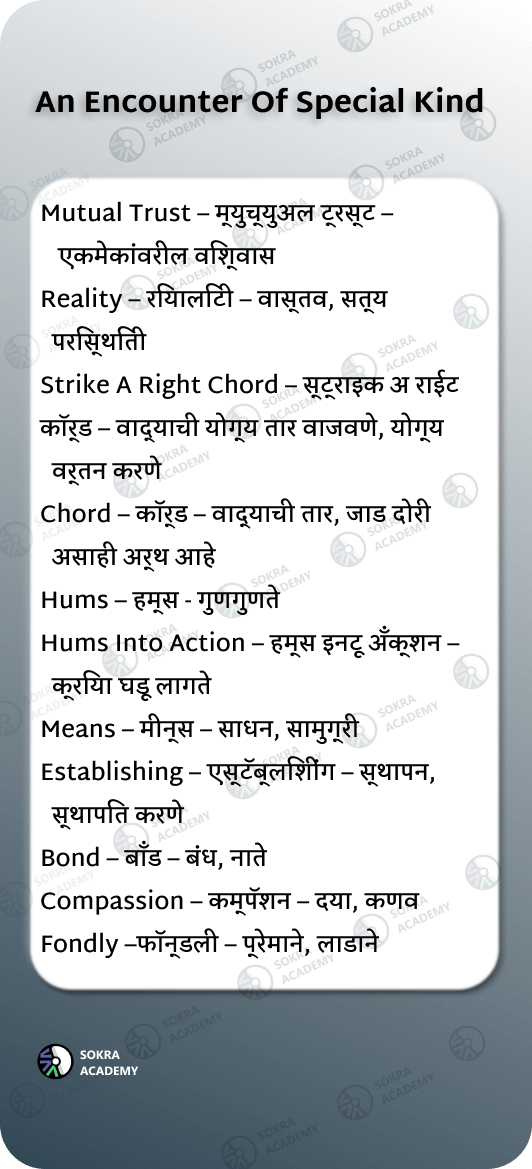 An Encounter Of Special Kind
Mutual Trust – म्युच्युअल ट्रस्ट –
एकमेकांवरील विश्वास
Reality – रियालिटी – वास्तव, सत्य
परिस्थिती
Strike A Right Chord – स्ट्राइक अ राईट
कॉर्ड – वाद्याची योग्य तार वाजवणे, योग्य
वर्तन करणे
Chord – कॉर्ड – वाद्याची तार, जाड दोरी
असाही अर्थ आहे
Hums – हम्स - गुणगुणते
Hums Into Action – हम्स इनटू अ‍ँक्शन –
क्रिया घडू लागते
Means – मीन्स – साधन, सामुग्री
Establishing – एस्टॅब्लिशींग – स्थापन,
स्थापित करणे
Bond – बाँड – बंध, नाते
Compassion – कम्पॅशन – दया, कणव
Fondly –फॉन्डली – प्रेमाने, लाडाने
SOKRA
ACADEMY